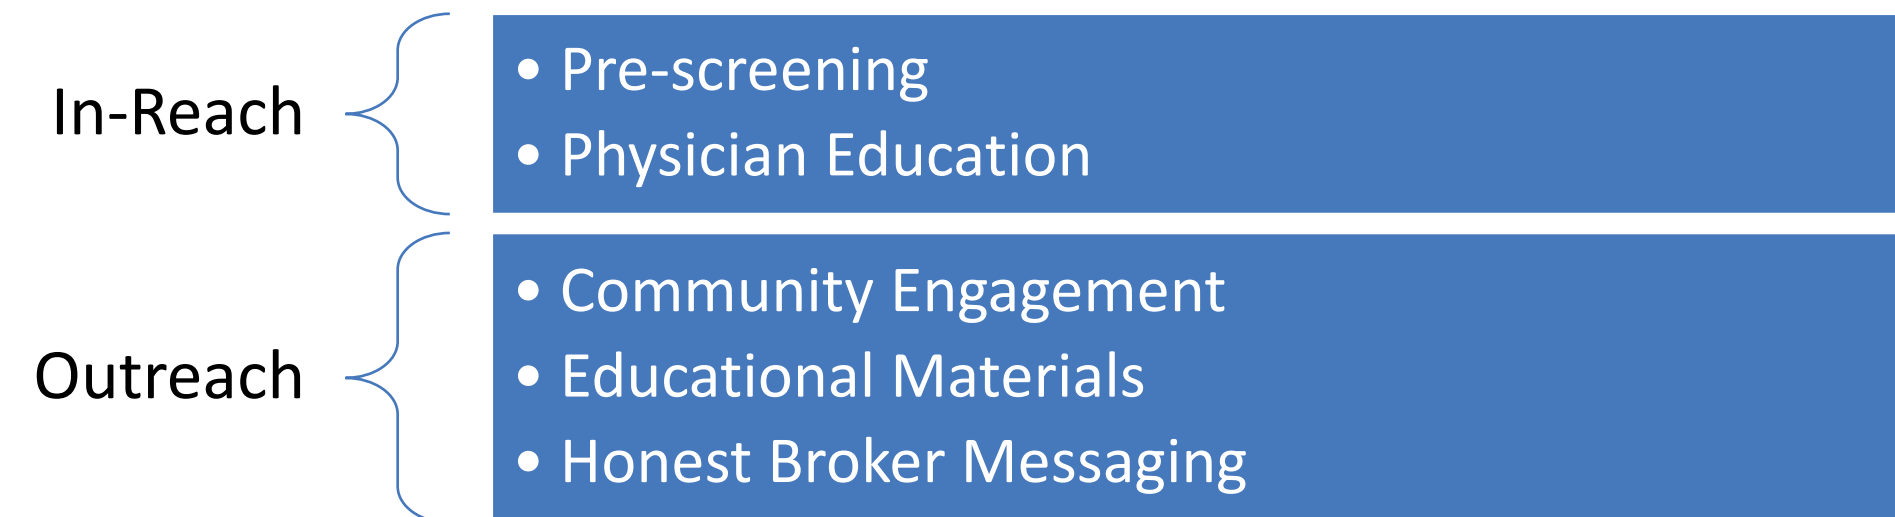 In-Reach
• Pre-screening
• Physician Education
Outreach
• Community Engagement
• Educational Materials
• Honest Broker Messaging